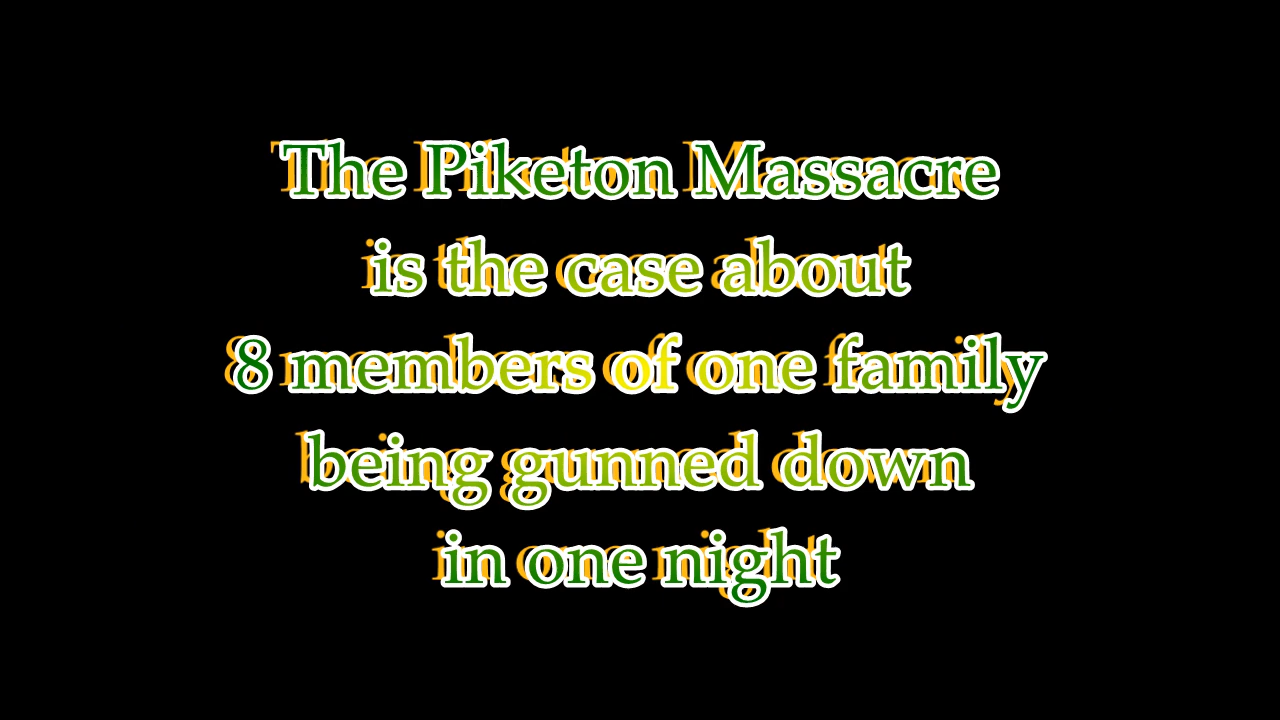 The Piketon Massacre
is the case about
8 members of one family
being gunned down
in one night